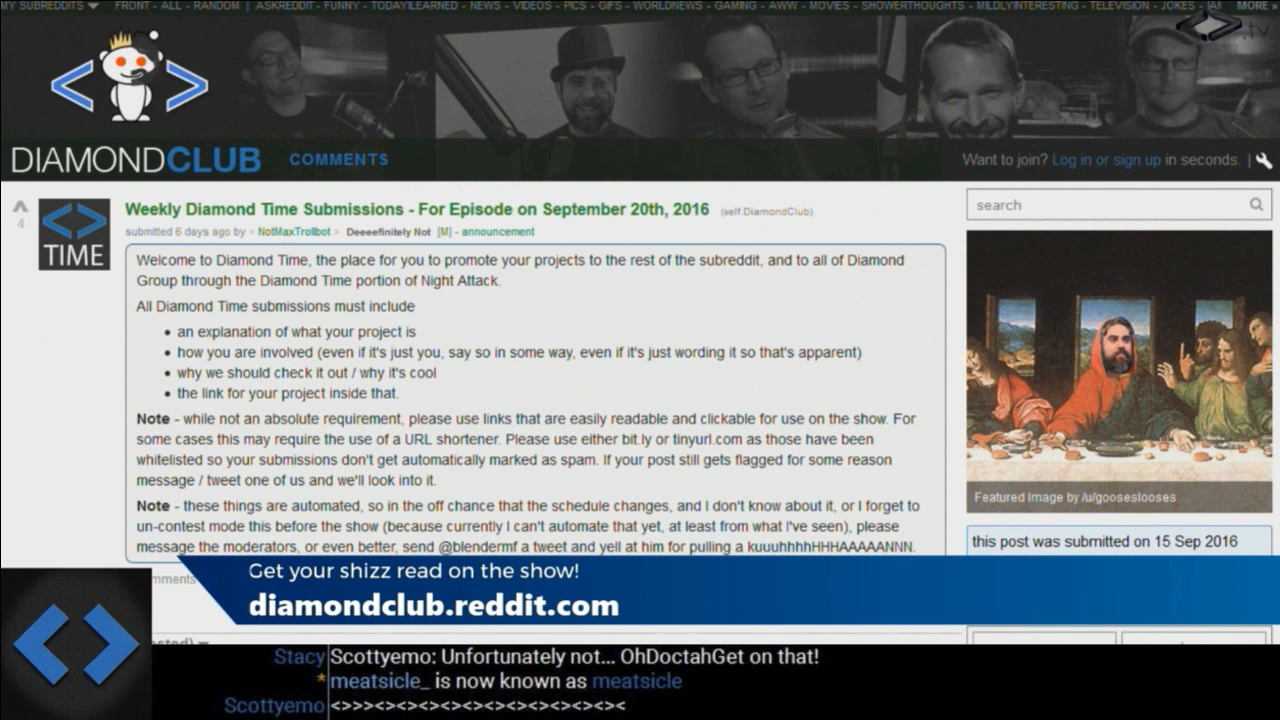 MY SUBREDDITS FRONT - ALL - RANDOM | ASKREDDIT - FUNNY - TODAYILEARNED - NEWS - VIDEOS - PICS - GIFS - WORLDNEWS - GAMING - AWW - MOVIES - SHOWERTHOUGHTS - MILDLYINTERESTING - TELEVISION - JOKES - IAI MORE »
.tv
DIAMONDCLUB COMMENTS
Want to join? Log in or sign up in seconds. |
4
TIME
Weekly Diamond Time Submissions - For Episode on September 20th, 2016 (self.DiamondClub)
submitted 6 days ago by < NotMaxTrollbot > Deeeefinitely Not [M] - announcement
Welcome to Diamond Time, the place for you to promote your projects to the rest of the subreddit, and to all of Diamond
Group through the Diamond Time portion of Night Attack.
All Diamond Time submissions must include
• an explanation of what your project is
• how you are involved (even if it's just you, say so in some way, even if it's just wording it so that's apparent)
• why we should check it out / why it's cool
• the link for your project inside that.
Note - while not an absolute requirement, please use links that are easily readable and clickable for use on the show. For
some cases this may require the use of a URL shortener. Please use either bit.ly or tinyurl.com as those have been
whitelisted so your submissions don't get automatically marked as spam. If your post still gets flagged for some reason
message / tweet one of us and we'll look into it.
Note - these things are automated, so in the off chance that the schedule changes, and I don't know about it, or I forget to
un-contest mode this before the show (because currently I can't automate that yet, at least from what I've seen), please
message the moderators, or even better, send @blendermf a tweet and yell at him for pulling a kuuuhhhhHHHAAAAANNN.
search
Featured Image by /u/gooseslooses
this post was submitted on 15 Sep 2016
mments
Get your shizz read on the show!
diamondclub.reddit.com
Stacy Scottyemo: Unfortunately not... OhDoctahGet on that!
* meatsicle_ is now known as meatsicle
Scottyemo <>>><><><><><><><><><><><><